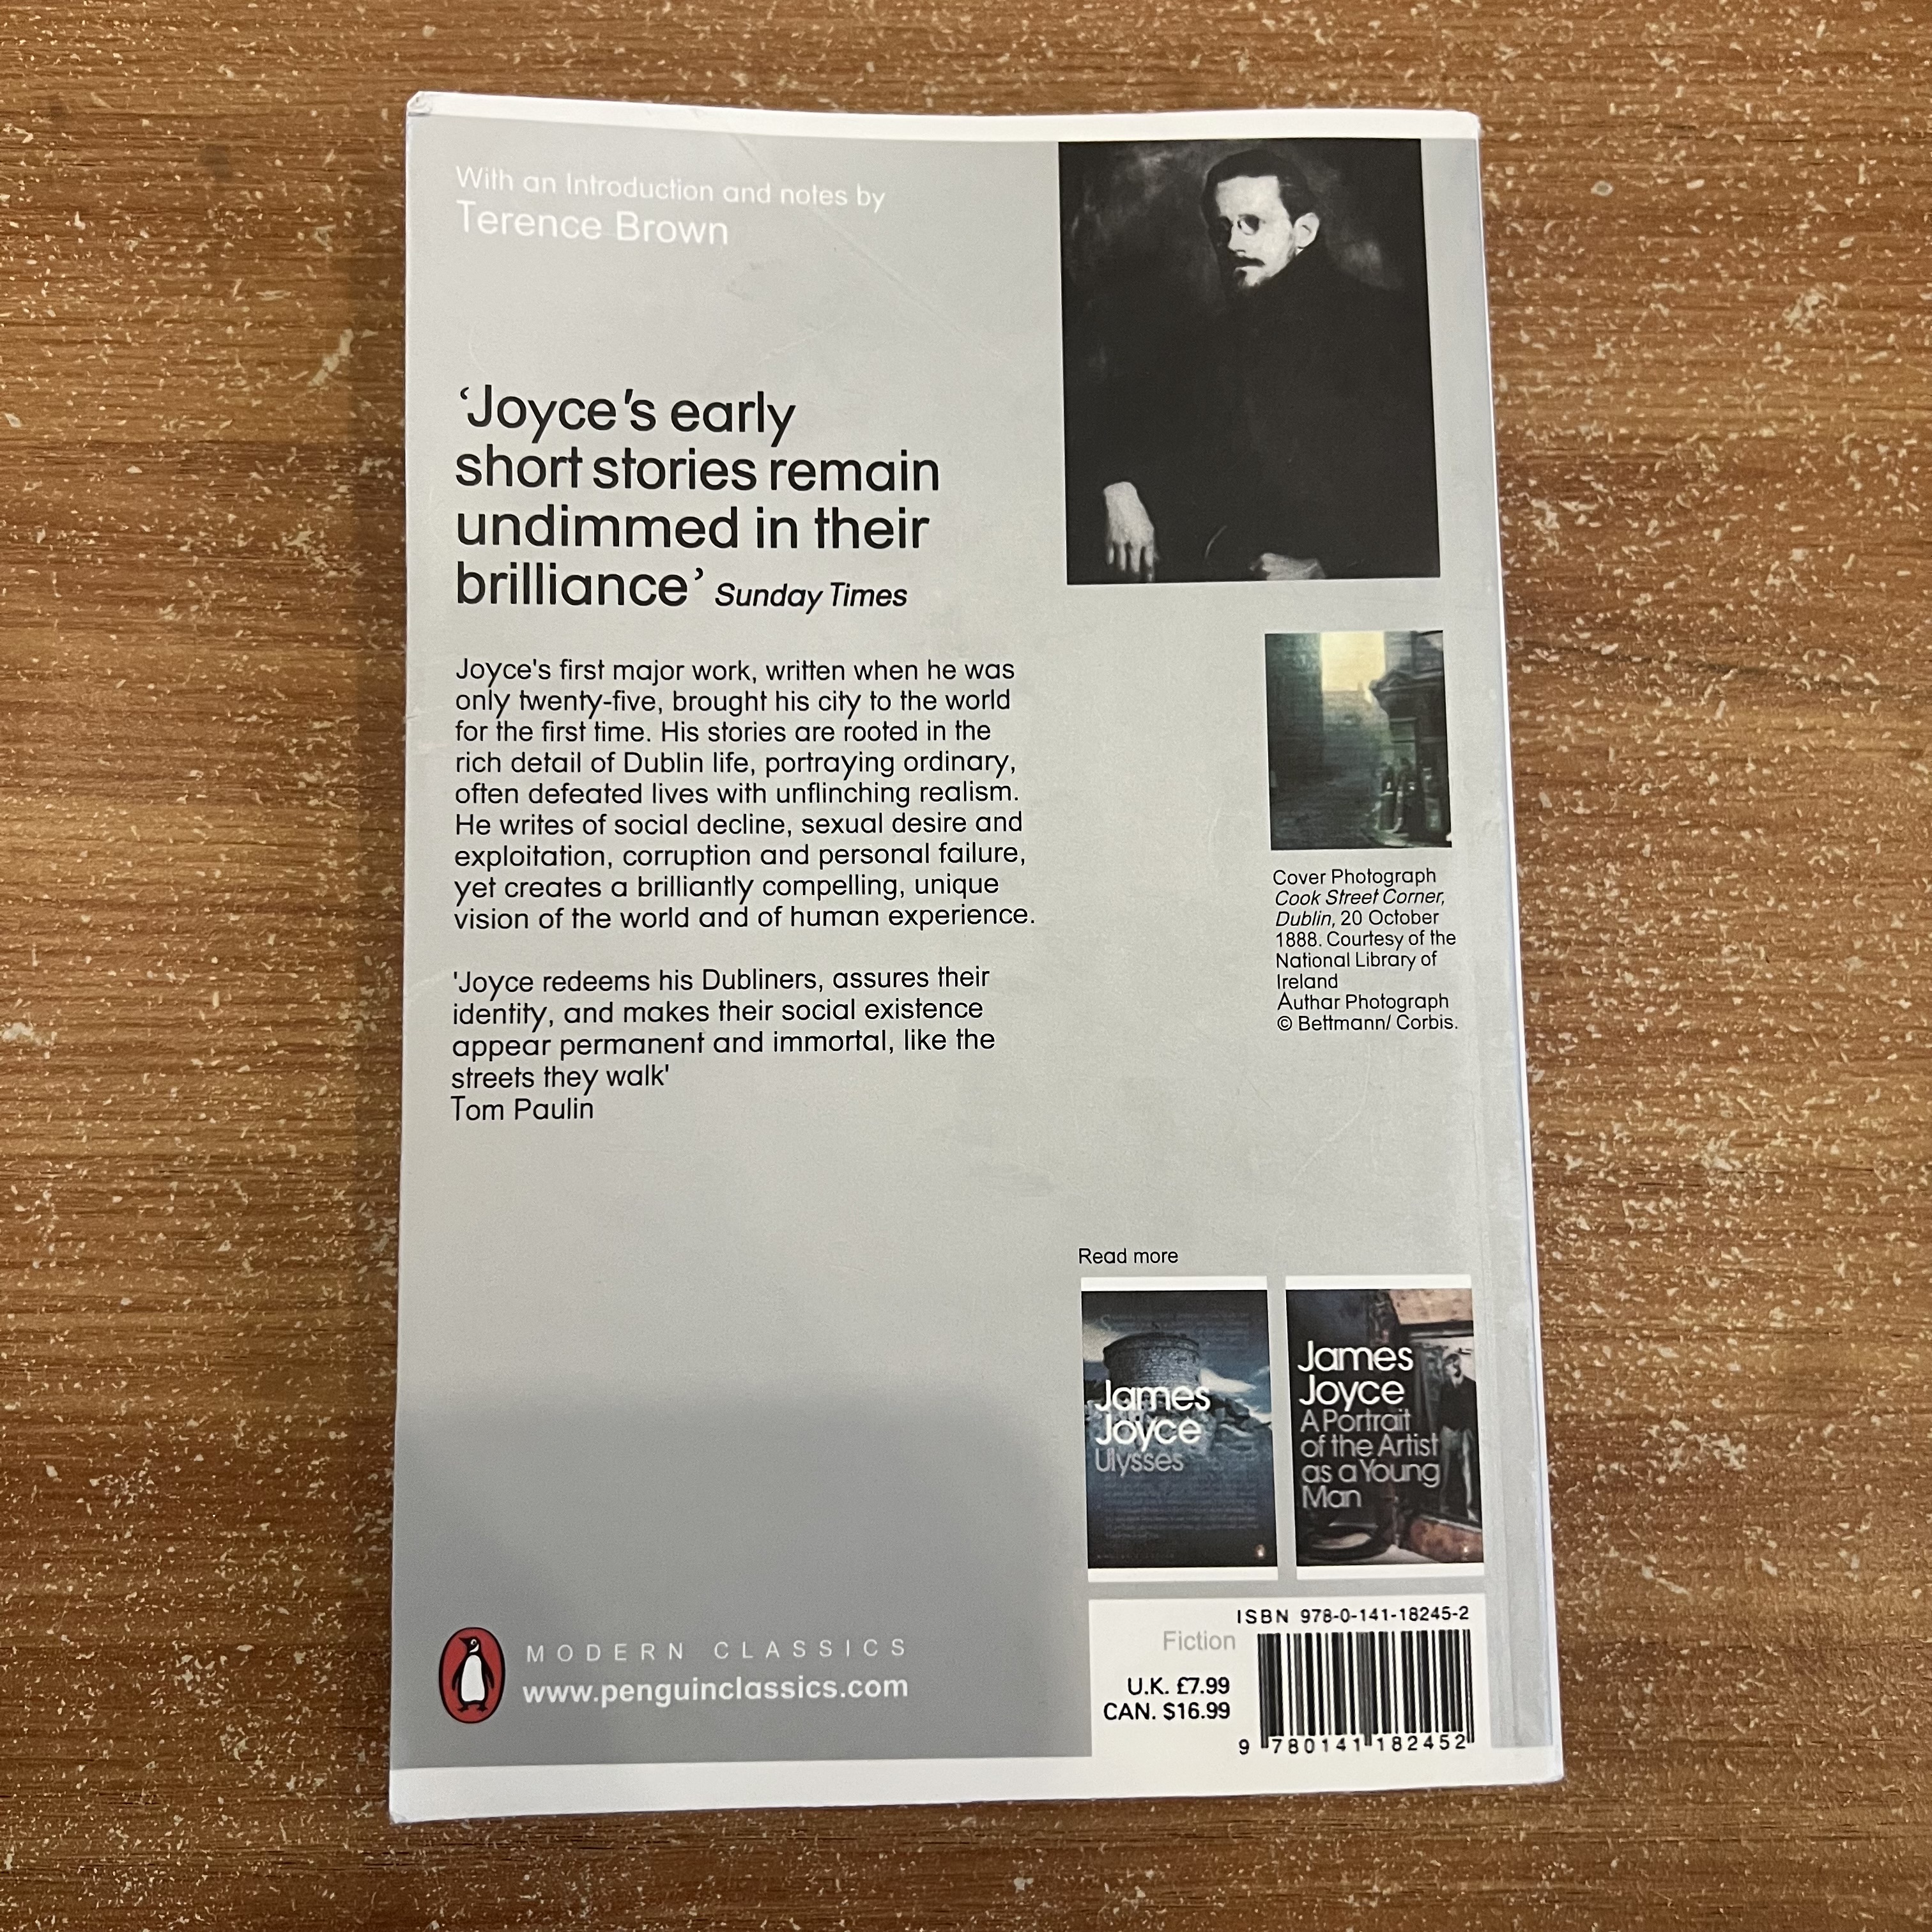 With an Introduction and notes by
Terence Brown
‘Joyce’s early
short stories remain
undimmed in their
brilliance’ Sunday Times
Joyce's first major work, written when he was
only twenty-five, brought his city to the world
for the first time. His stories are rooted in the
rich detail of Dublin life, portraying ordinary,
often defeated lives with unflinching realism.
He writes of social decline, sexual desire and
exploitation, corruption and personal failure,
yet creates a brilliantly compelling, unique
vision of the world and of human experience.
'Joyce redeems his Dubliners, assures their
identity, and makes their social existence
appear permanent and immortal, like the
streets they walk'
Tom Paulin
Cover Photograph
Cook Street Corner,
Dublin, 20 October
1888. Courtesy of the
National Library of
Ireland
Authar Photograph
© Bettmann/ Corbis.
Read more
James
Joyce
Ulysses
James
Joyce
A Portrait
of the Artist
as a Young
Man
MODERN CLASSICS
www.penguinclassics.com
ISBN 978-0-141-18245-2
Fiction
U.K. £7.99
CAN. $16.99
9 780141 182452